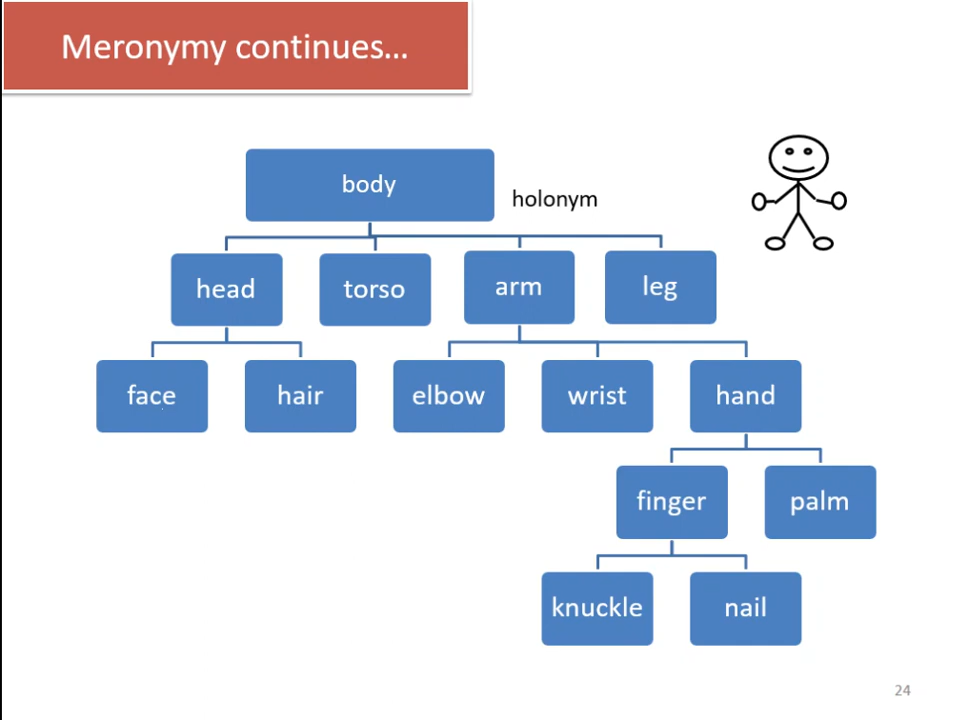 Meronymy continues...
body
holonym
head
torso
arm
leg
face
hair
elbow
wrist
hand
finger
palm
knuckle
nail
24